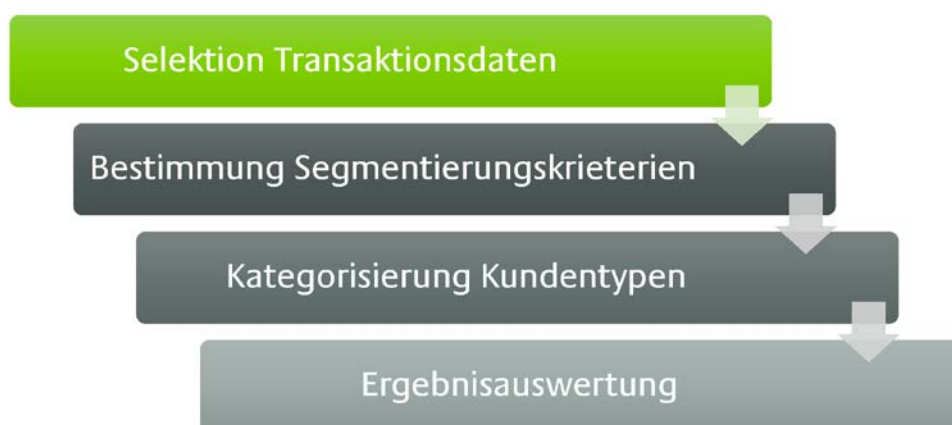 Selektion Transaktionsdaten
Bestimmung Segmentierungskrieterien
Kategorisierung Kundentypen
Ergebnisauswertung